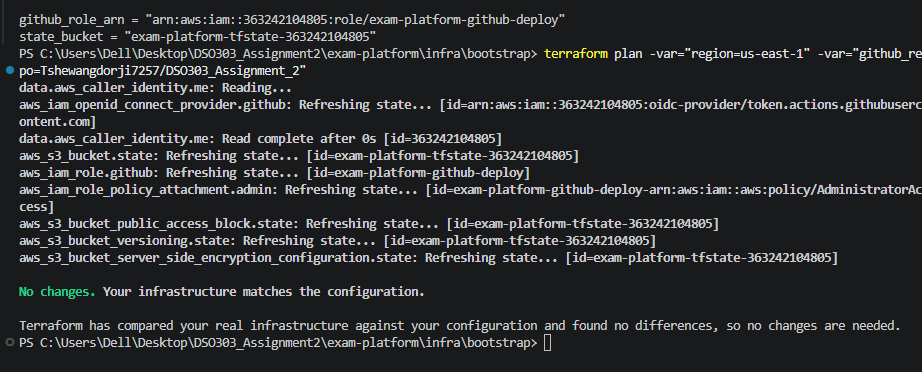 github_role_arn = "arn:aws:iam::363242104805:role/exam-platform-github-deploy"
state_bucket = "exam-platform-tfstate-363242104805"
PS C:\Users\Dell\Desktop\DSO303_Assignment2\exam-platform\infra\bootstrap> terraform plan -var="region=us-east-1" -var="github_re
po=Tshewangdorji7257/DSO303_Assignment_2"
data.aws_caller_identity.me: Reading...
aws_iam_openid_connect_provider.github: Refreshing state... [id=arn:aws:iam::363242104805:oidc-provider/token.actions.githubuserc
ontent.com]
data.aws_caller_identity.me: Read complete after 0s [id=363242104805]
aws_s3_bucket.state: Refreshing state... [id=exam-platform-tfstate-363242104805]
aws_iam_role.github: Refreshing state... [id=exam-platform-github-deploy]
aws_iam_role_policy_attachment.admin: Refreshing state... [id=exam-platform-github-deploy-arn:aws:iam::aws:policy/AdministratorAc
cess]
aws_s3_bucket_public_access_block.state: Refreshing state... [id=exam-platform-tfstate-363242104805]
aws_s3_bucket_versioning.state: Refreshing state... [id=exam-platform-tfstate-363242104805]
aws_s3_bucket_server_side_encryption_configuration.state: Refreshing state... [id=exam-platform-tfstate-363242104805]
No changes. Your infrastructure matches the configuration.
Terraform has compared your real infrastructure against your configuration and found no differences, so no changes are needed.
PS C:\Users\Dell\Desktop\DSO303_Assignment2\exam-platform\infra\bootstrap>